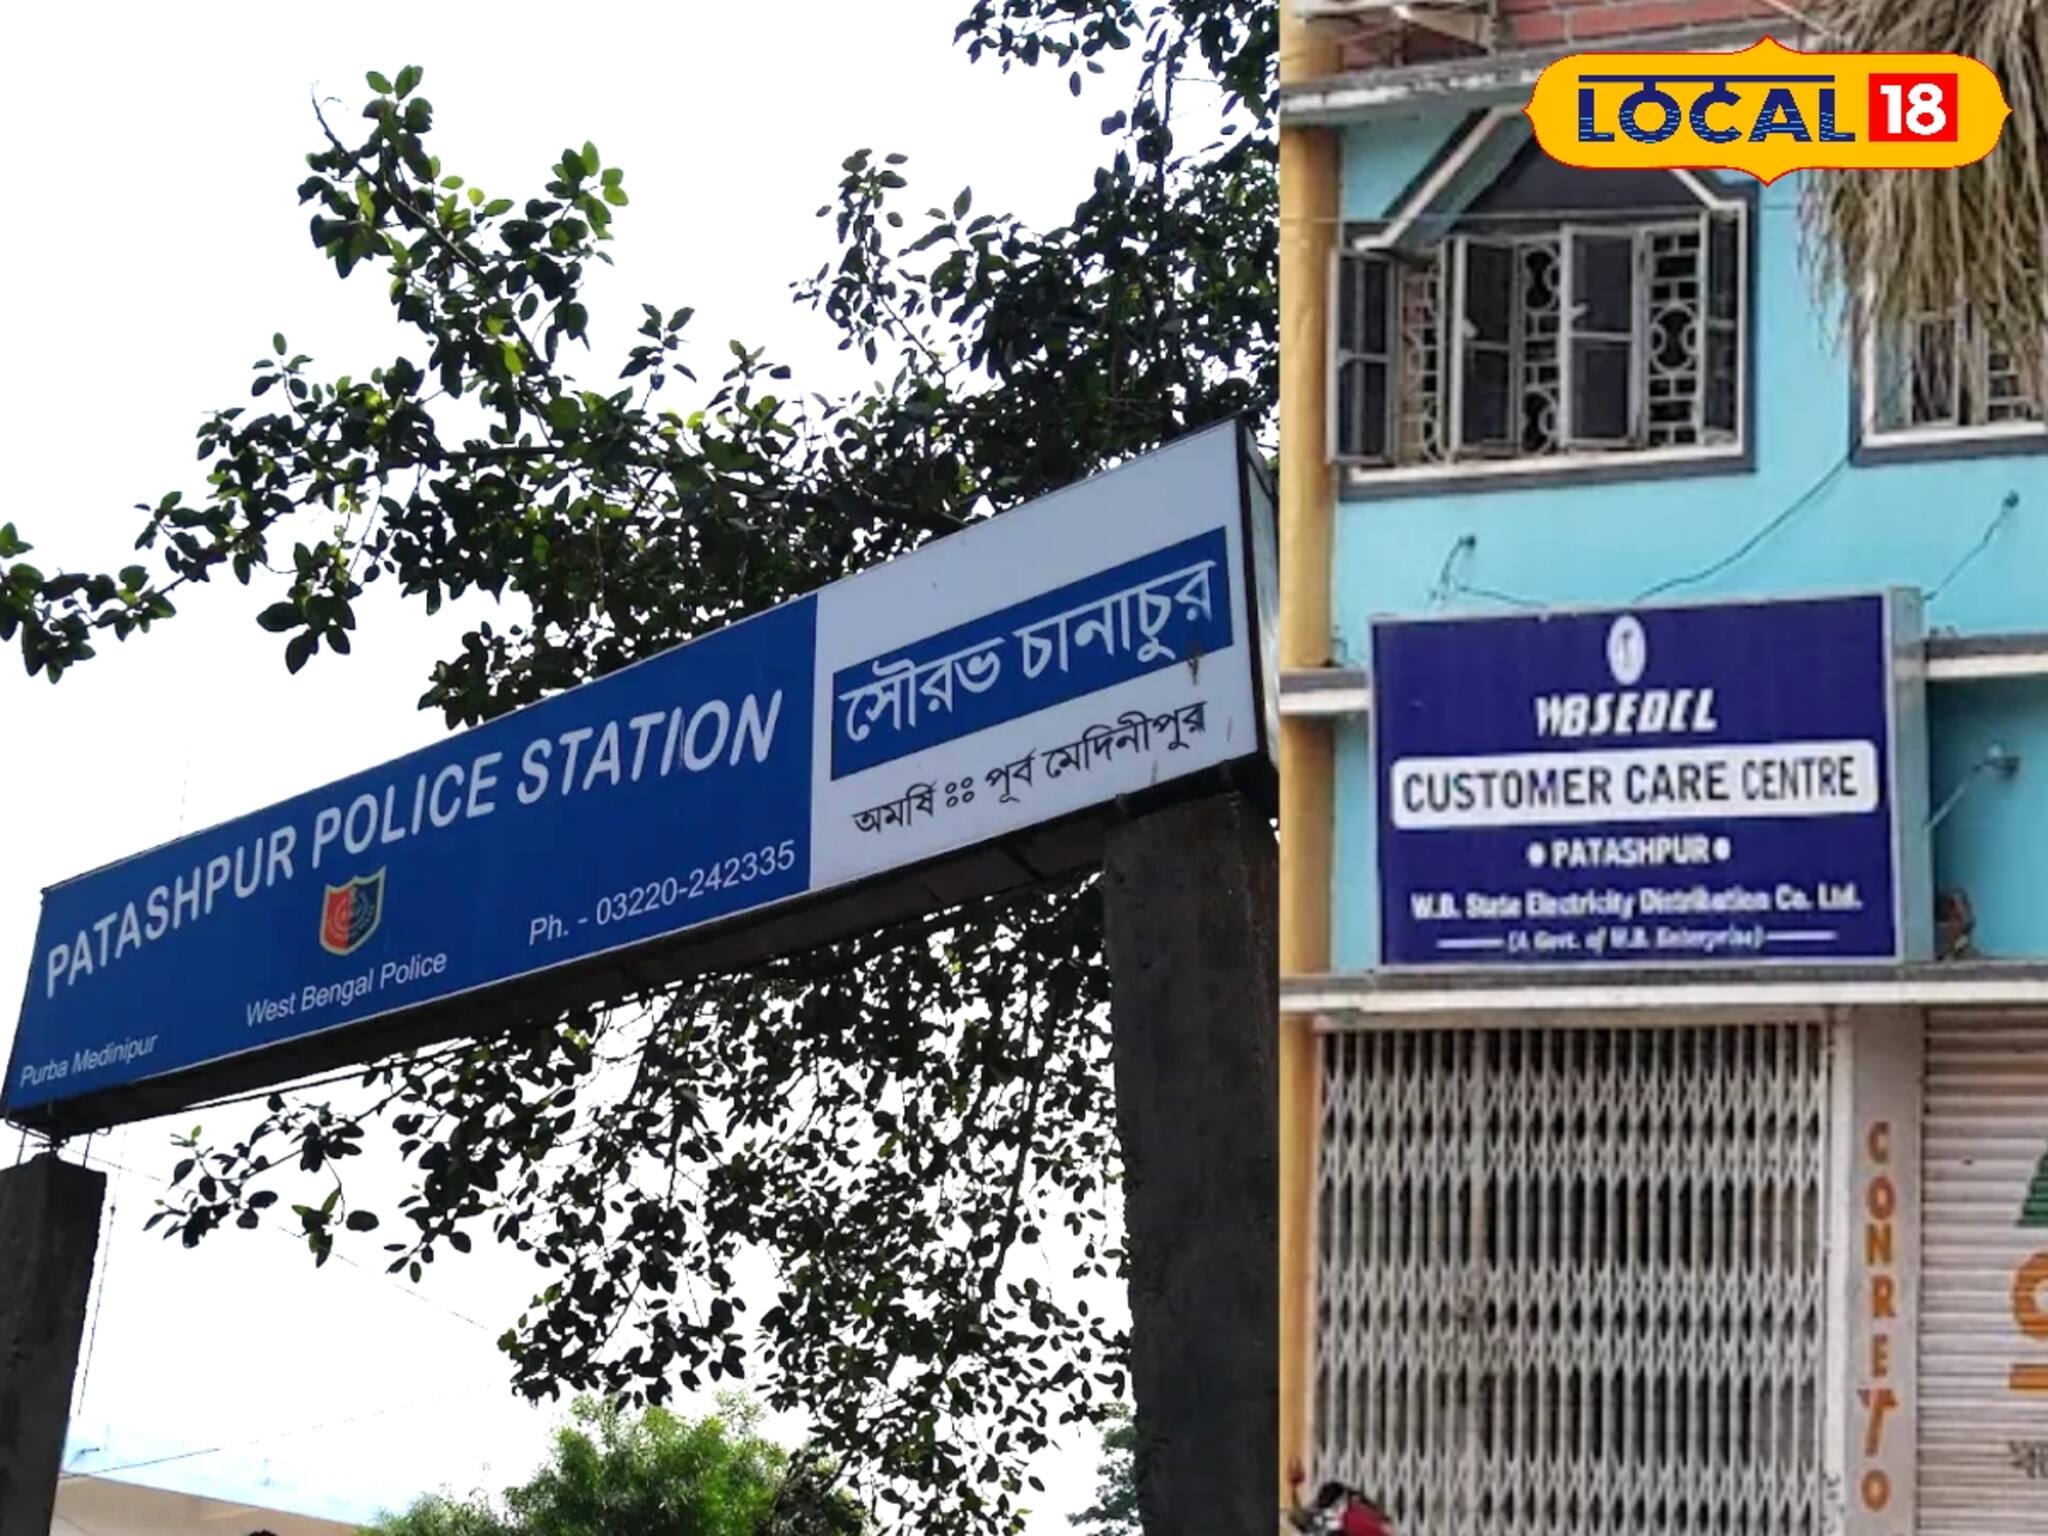 LOCAL 18
PATASHPUR POLICE STATION
West Bengal Police
Ph. - 03220-242335
Purba Medinipur
সৌরভ চানাচুর
অমর্ষি ঃঃ পূর্ব মেদিনীপুর
WBSEDCL
CUSTOMER CARE CENTRE
PATASHPUR
W.B. State Electricity Distribution Co. Ltd.
(A Govt. of W.B. Enterprise)
CONRETO